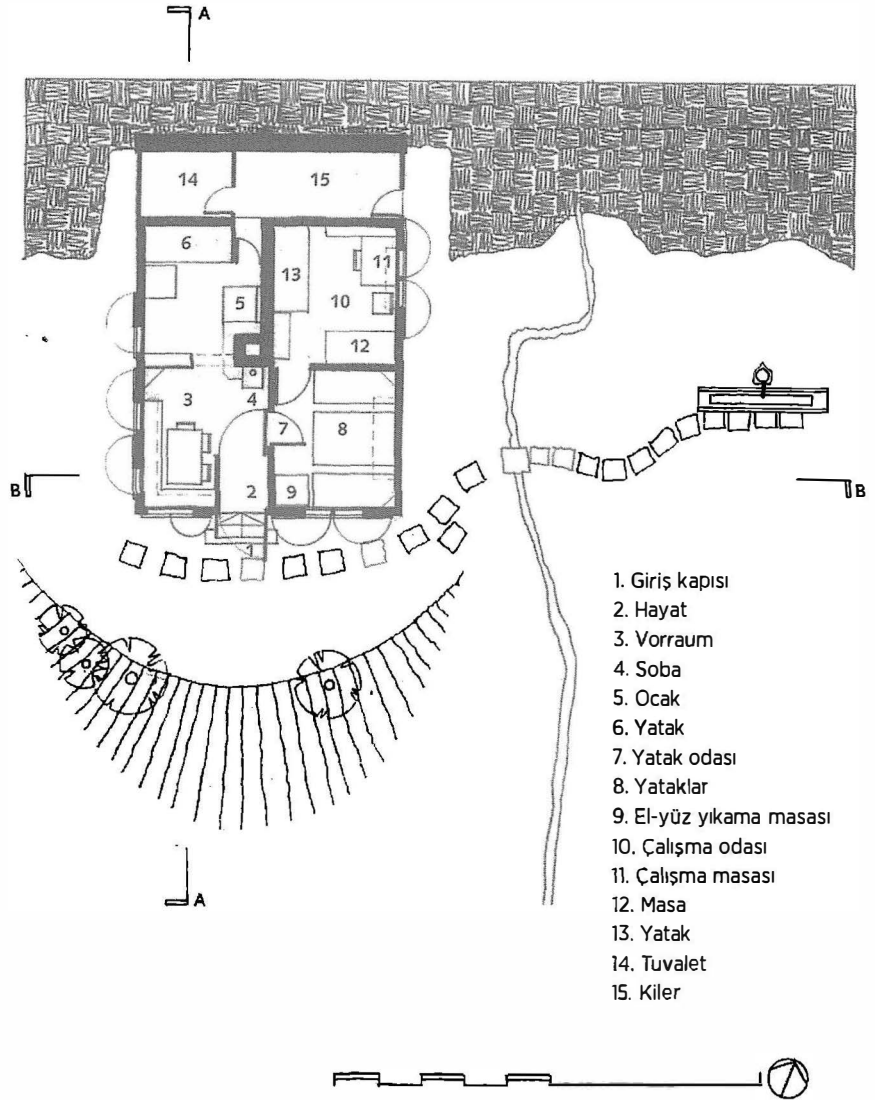 A
14
15
6
13
11
5
10
12
3
4
7
8
9
2
1
B
B
A
1. Giriş kapısı
2. Hayat
3. Vorraum
4. Soba
5. Ocak
6. Yatak
7. Yatak odası
8. Yataklar
9. El-yüz yıkama masası
10. Çalışma odası
11. Çalışma masası
12. Masa
13. Yatak
14. Tuvalet
15. Kiler